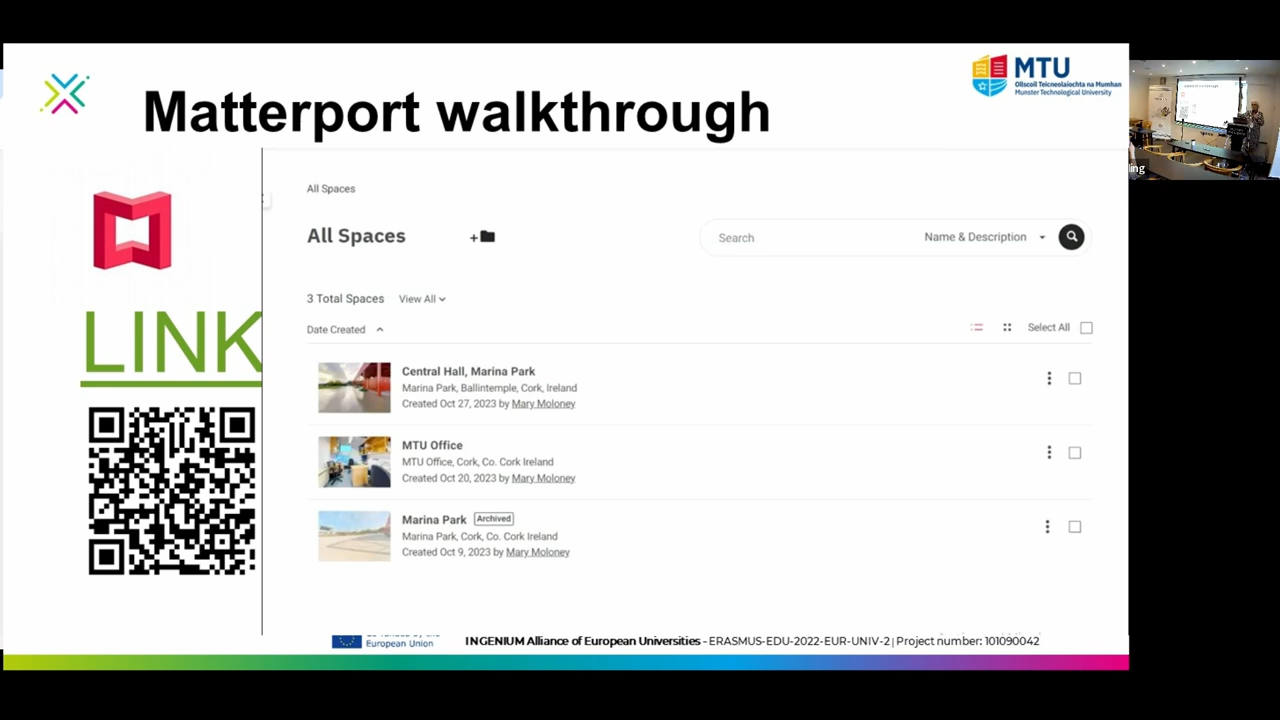 Matterport walkthrough
MTU
Ollscoil Teicneolaíochta na Mumhan
Munster Technological University
LINK
All Spaces
All Spaces
+
Search
Name & Description
3 Total Spaces View All
Date Created
Select All
Central Hall, Marina Park
Marina Park, Ballintemple, Cork, Ireland
Created Oct 27, 2023 by Mary Moloney
MTU Office
MTU Office, Cork, Co. Cork Ireland
Created Oct 20, 2023 by Mary Moloney
Marina Park Archived
Marina Park, Cork, Co. Cork Ireland
Created Oct 9, 2023 by Mary Moloney
European Union
INGENIUM Alliance of European Universities - ERASMUS-EDU-2022-EUR-UNIV-2 | Project number: 101090042